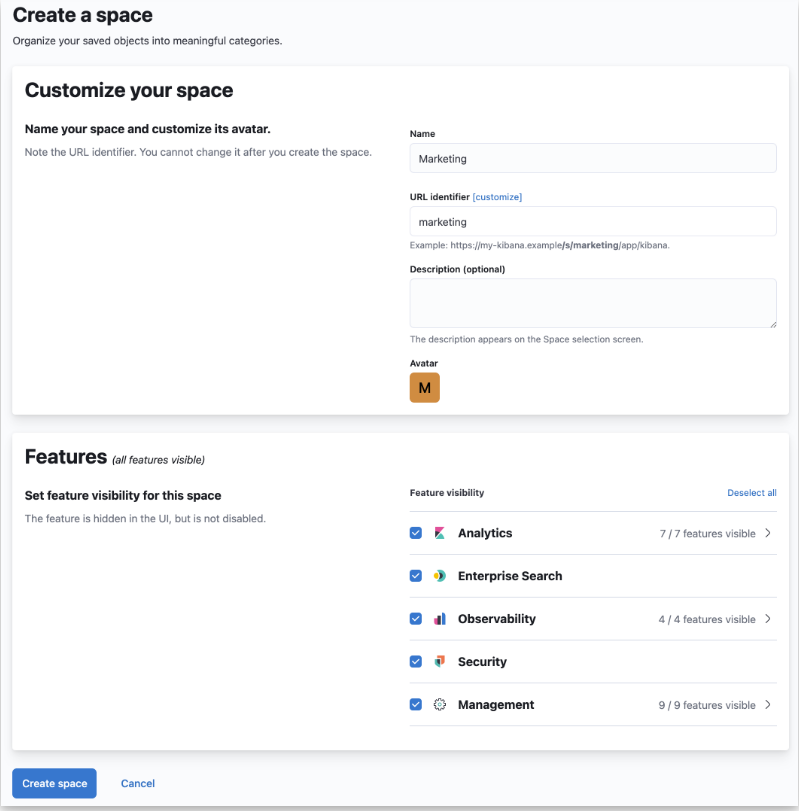 Create a space
Organize your saved objects into meaningful categories.
Customize your space
Name your space and customize its avatar.
Note the URL identifier. You cannot change it after you create the space.
Name
Marketing
URL identifier [customize]
marketing
Example: https://my-kibana.example/s/marketing/app/kibana.
Description (optional)
The description appears on the Space selection screen.
Avatar
M
Features (all features visible)
Set feature visibility for this space
The feature is hidden in the UI, but is not disabled.
Feature visibility Deselect all
Analytics 7 / 7 features visible
Enterprise Search
Observability 4 / 4 features visible
Security
Management 9 / 9 features visible
Create space Cancel